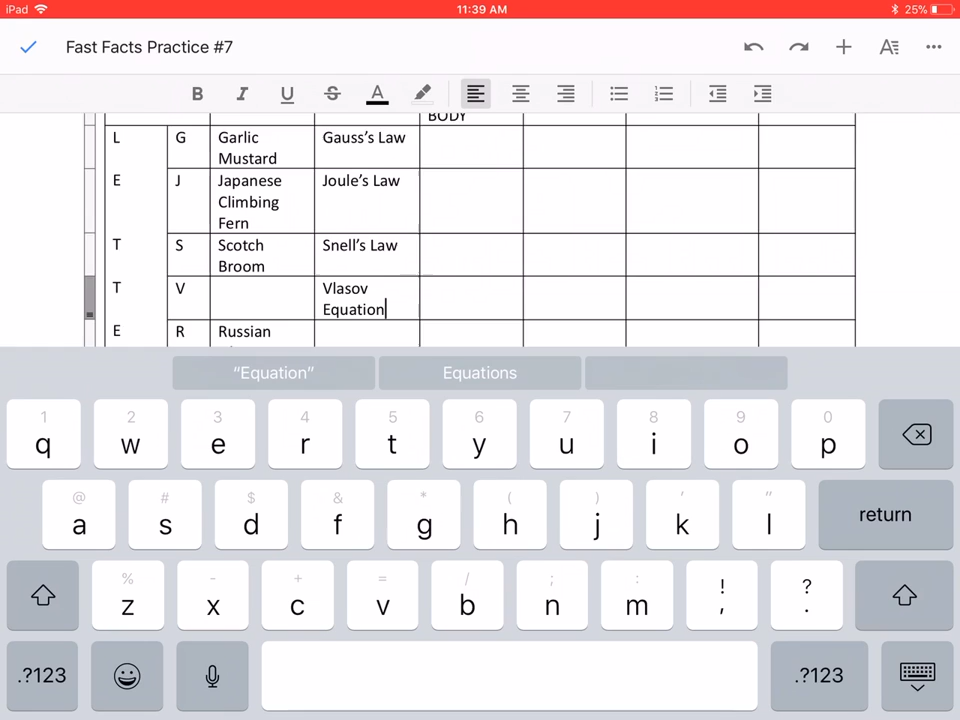 iPad 11:39 AM 25%
Fast Facts Practice #7
B I U S A A
BODY
L G Garlic Gauss's Law
Mustard
E J Japanese Joule's Law
Climbing
Fern
T S Scotch Snell's Law
Broom
T V Vlasov
Equation
E R Russian
"Equation" Equations
1 2 3 4 5 6 7 8 9 0
q w e r t y u i o p
@ # $ & * ( ) ' "
a s d f g h j k l return
% - + = / ; : ! ?
z x c v b n m , .
.?123 .?123